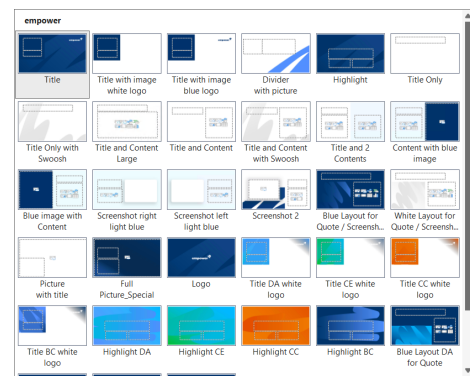 empower
Title
Title with image
white logo
Title with image
blue logo
Divider
with picture
Highlight
Title Only
Title Only with
Swoosh
Title and Content
Large
Title and Content
Title and Content
with Swoosh
Title and 2
Contents
Content with blue
image
Blue image with
Content
Screenshot right
light blue
Screenshot left
light blue
Screenshot 2
Blue Layout for
Quote / Screensh...
White Layout for
Quote / Screensh...
Picture
with title
Full
Picture_Special
empower
Logo
Title DA white
logo
Title CE white
logo
Title CC white
logo
Title BC white
logo
Highlight DA
Highlight CE
Highlight CC
Highlight BC
Blue Layout DA
for Quote